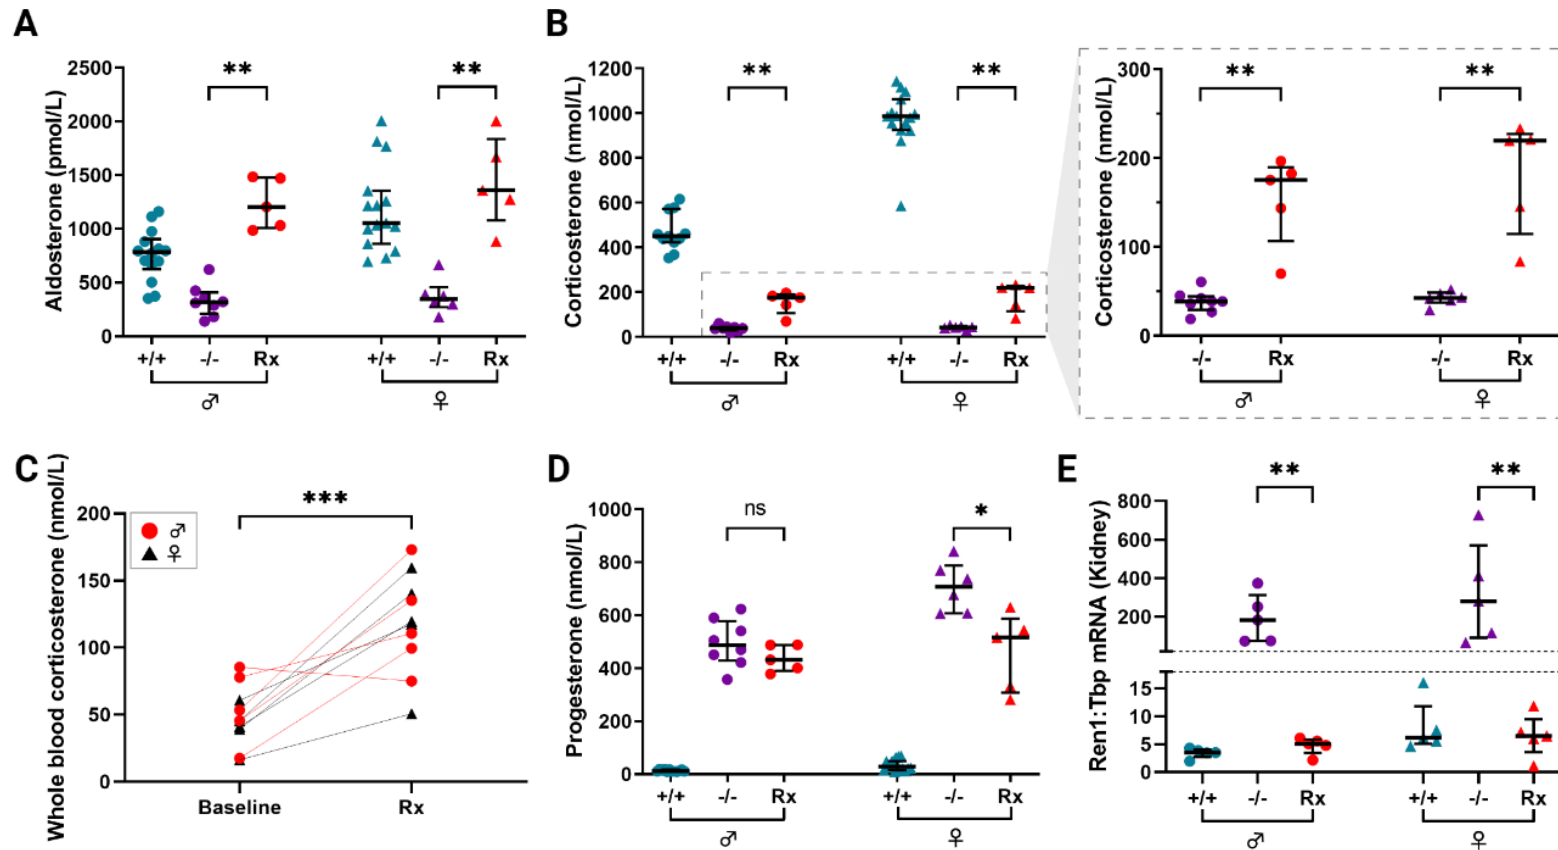 A
Aldosterone (pmol/L)
2500
2000
1500
1000
500
0
** **
+/+ -/- Rx +/+ -/- Rx
♂ ♀
B
Corticosterone (nmol/L)
1200
1000
800
600
400
200
0
** **
+/+ -/- Rx +/+ -/- Rx
♂ ♀
Corticosterone (nmol/L)
300
200
100
0
** **
-/- Rx -/- Rx
♂ ♀
C
Whole blood corticosterone (nmol/L)
200
150
100
50
0
♂
♀
***
Baseline Rx
D
Progesterone (nmol/L)
1000
800
600
400
200
0
ns *
+/+ -/- Rx +/+ -/- Rx
♂ ♀
E
Ren1:Tbp mRNA (Kidney)
800
600
400
200
15
10
5
0
** **
+/+ -/- Rx +/+ -/- Rx
♂ ♀